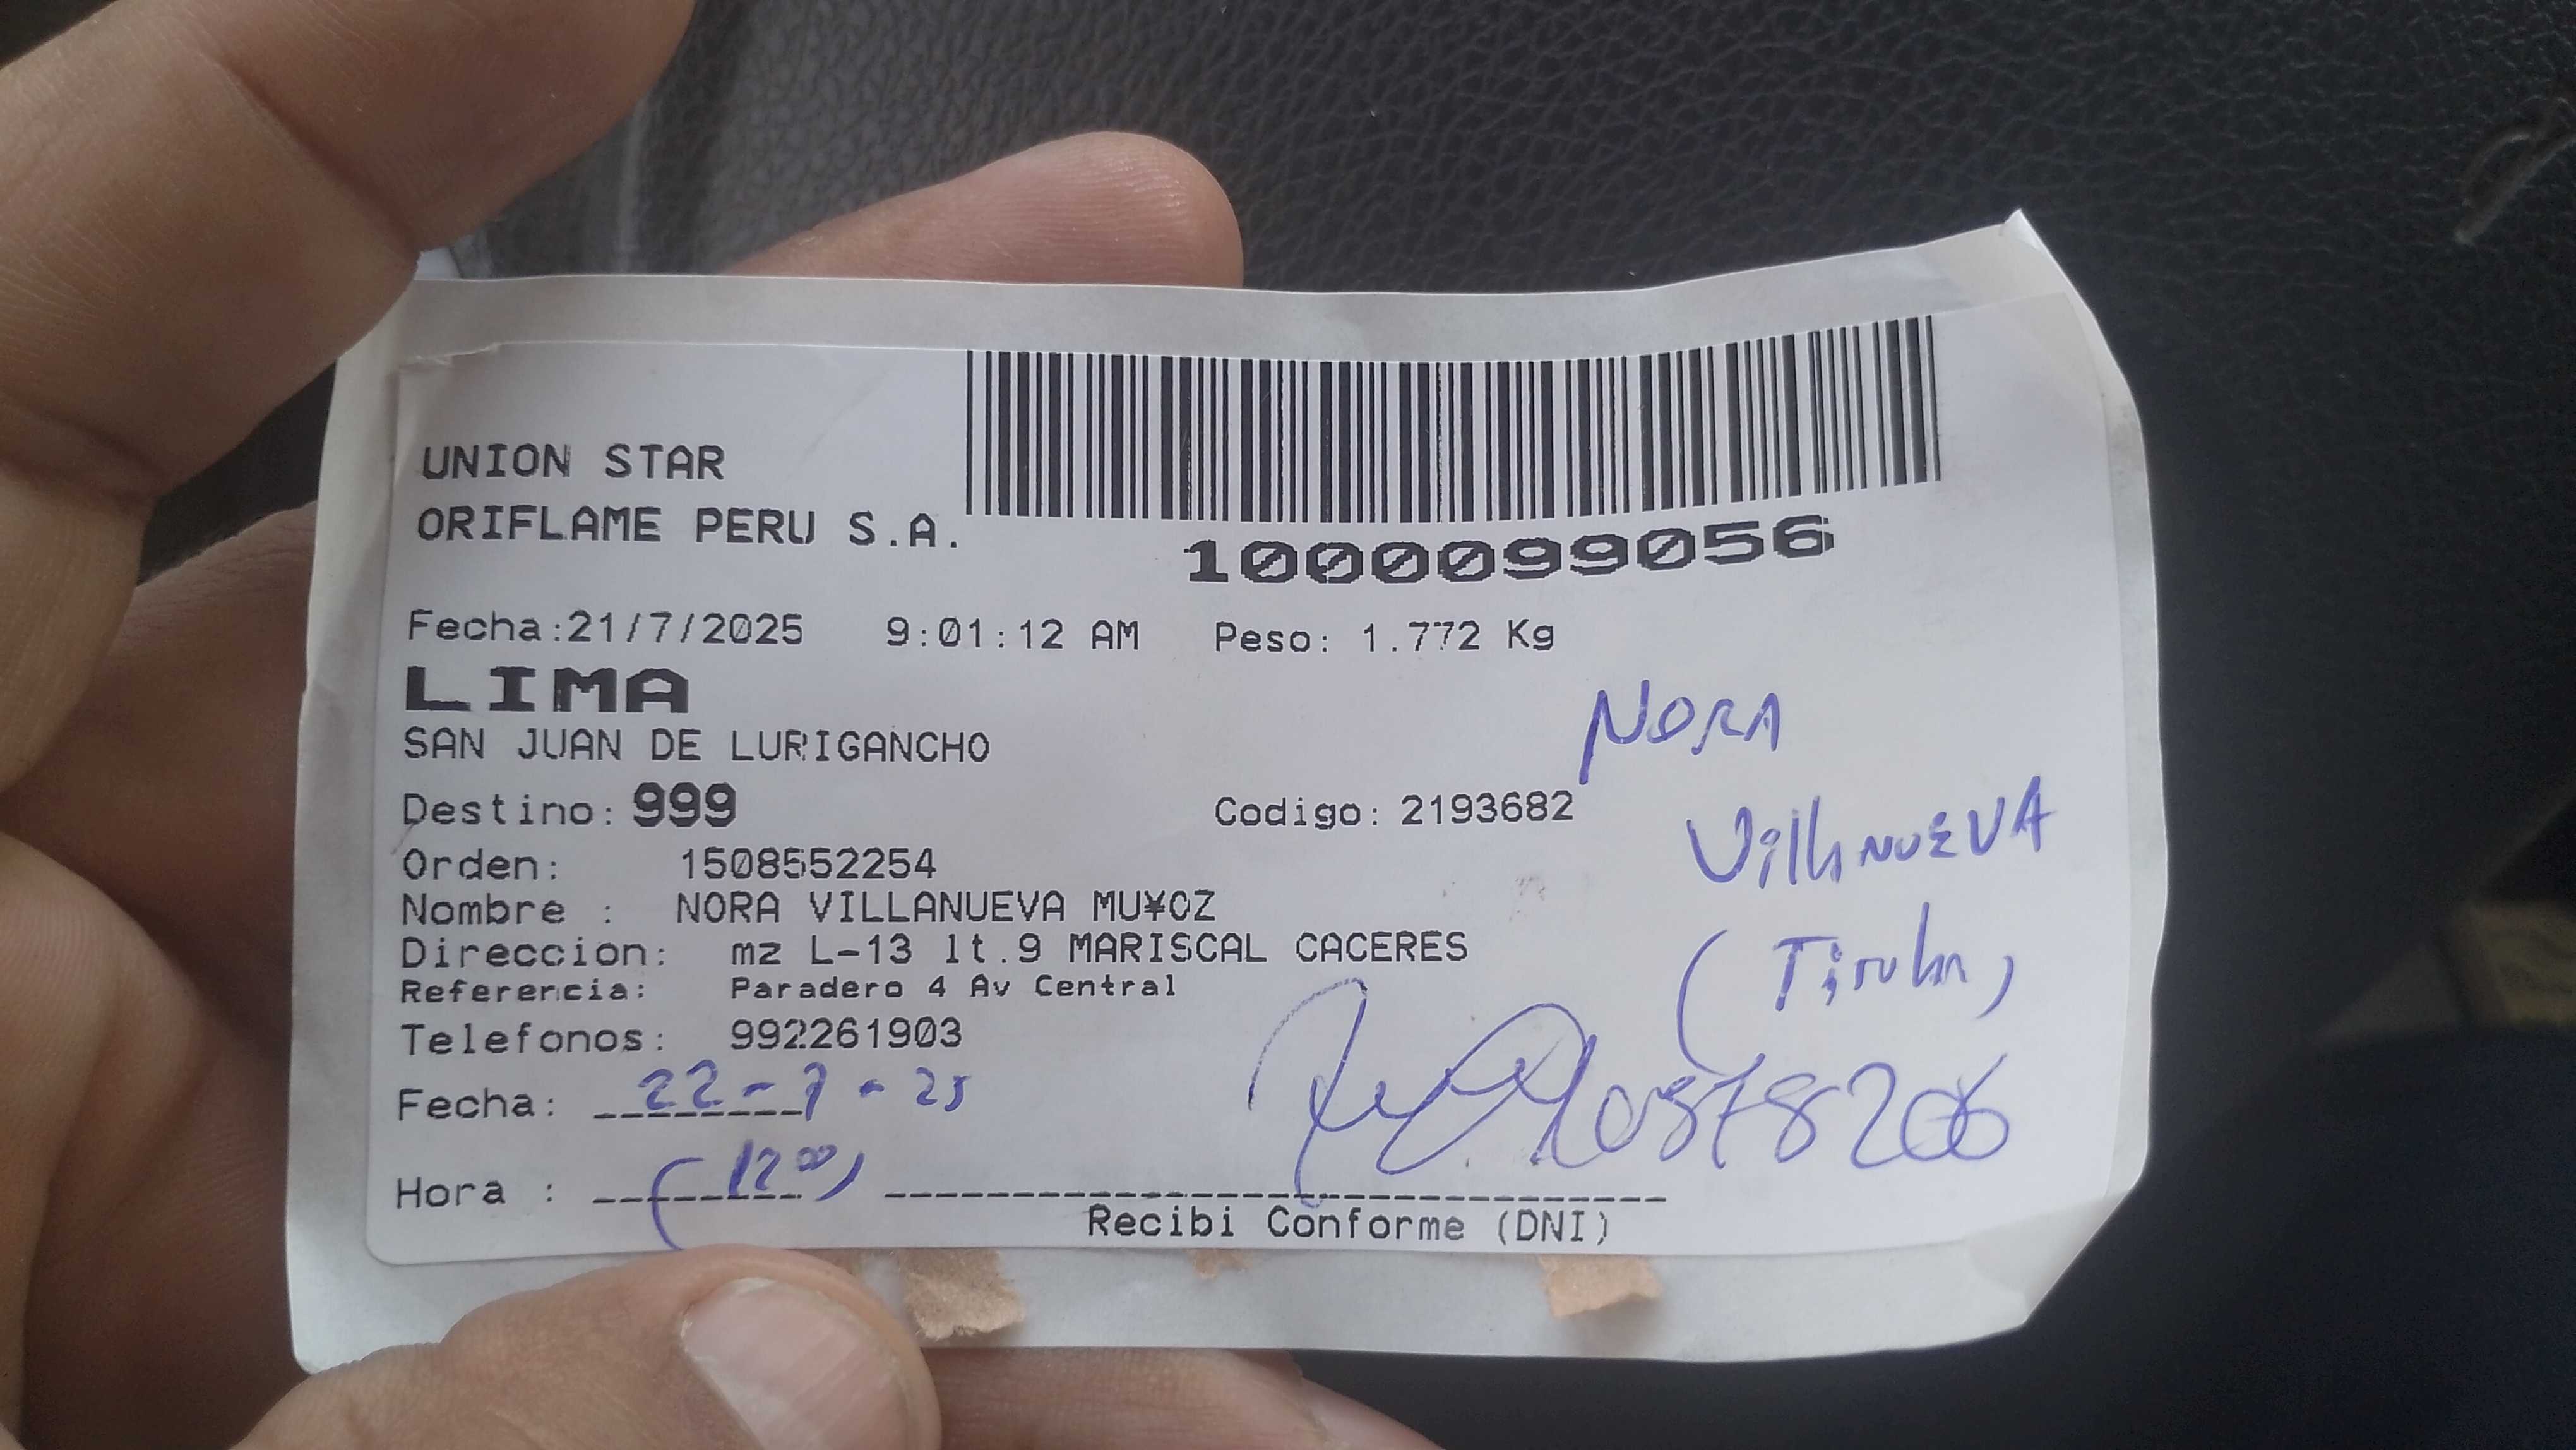 UNION STAR
ORIFLAME PERU S.A.
1000099056
Fecha:21/7/2025 9:01:12 AM Peso: 1.772 Kg
LIMA
SAN JUAN DE LURIGANCHO
NORA
Destino: 999 Codigo: 2193682
VillANUEVA
Orden: 1508552254
Nombre : NORA VILLANUEVA MU¥OZ
Direccion: mz L-13 lt.9 MARISCAL CACERES
(Titular)
Referencia: Paradero 4 Av Central
Telefonos: 992261903
Fecha: 22-7-25
Hora : (12 00)
Recibi Conforme (DNI)